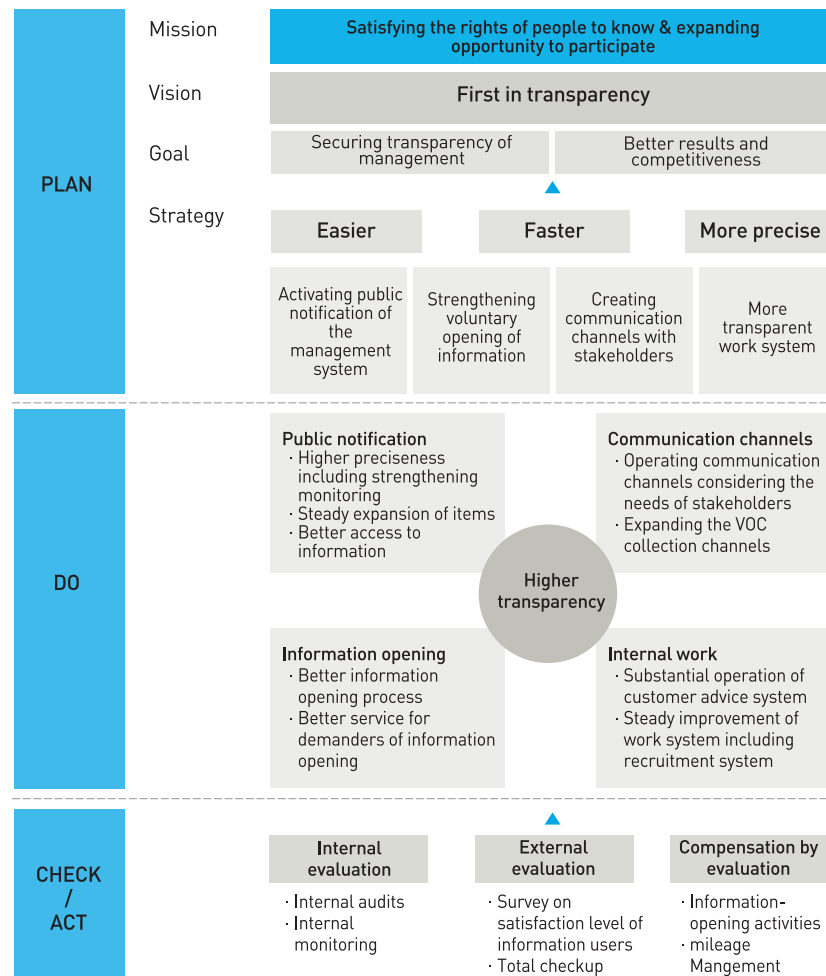 PLAN
Mission
Satisfying the rights of people to know & expanding
opportunity to participate
Vision
First in transparency
Goal
Securing transparency of
management
Better results and
competitiveness
Strategy
Easier
Faster
More precise
Activating public
notification of
the
management
system
Strengthening
voluntary
opening of
information
Creating
communication
channels with
stakeholders
More
transparent
work system
DO
Public notification
· Higher preciseness
including strengthening
monitoring
· Steady expansion of items
· Better access to
information
Communication channels
· Operating communication
channels considering the
needs of stakeholders
· Expanding the VOC
collection channels
Higher
transparency
Information opening
· Better information
opening process
· Better service for
demanders of information
opening
Internal work
· Substantial operation of
customer advice system
· Steady improvement of
work system including
recruitment system
CHECK
/
ACT
Internal
evaluation
· Internal audits
· Internal
monitoring
External
evaluation
· Survey on
satisfaction level of
information users
· Total checkup
Compensation by
evaluation
· Information-
opening activities
· mileage
Mangement